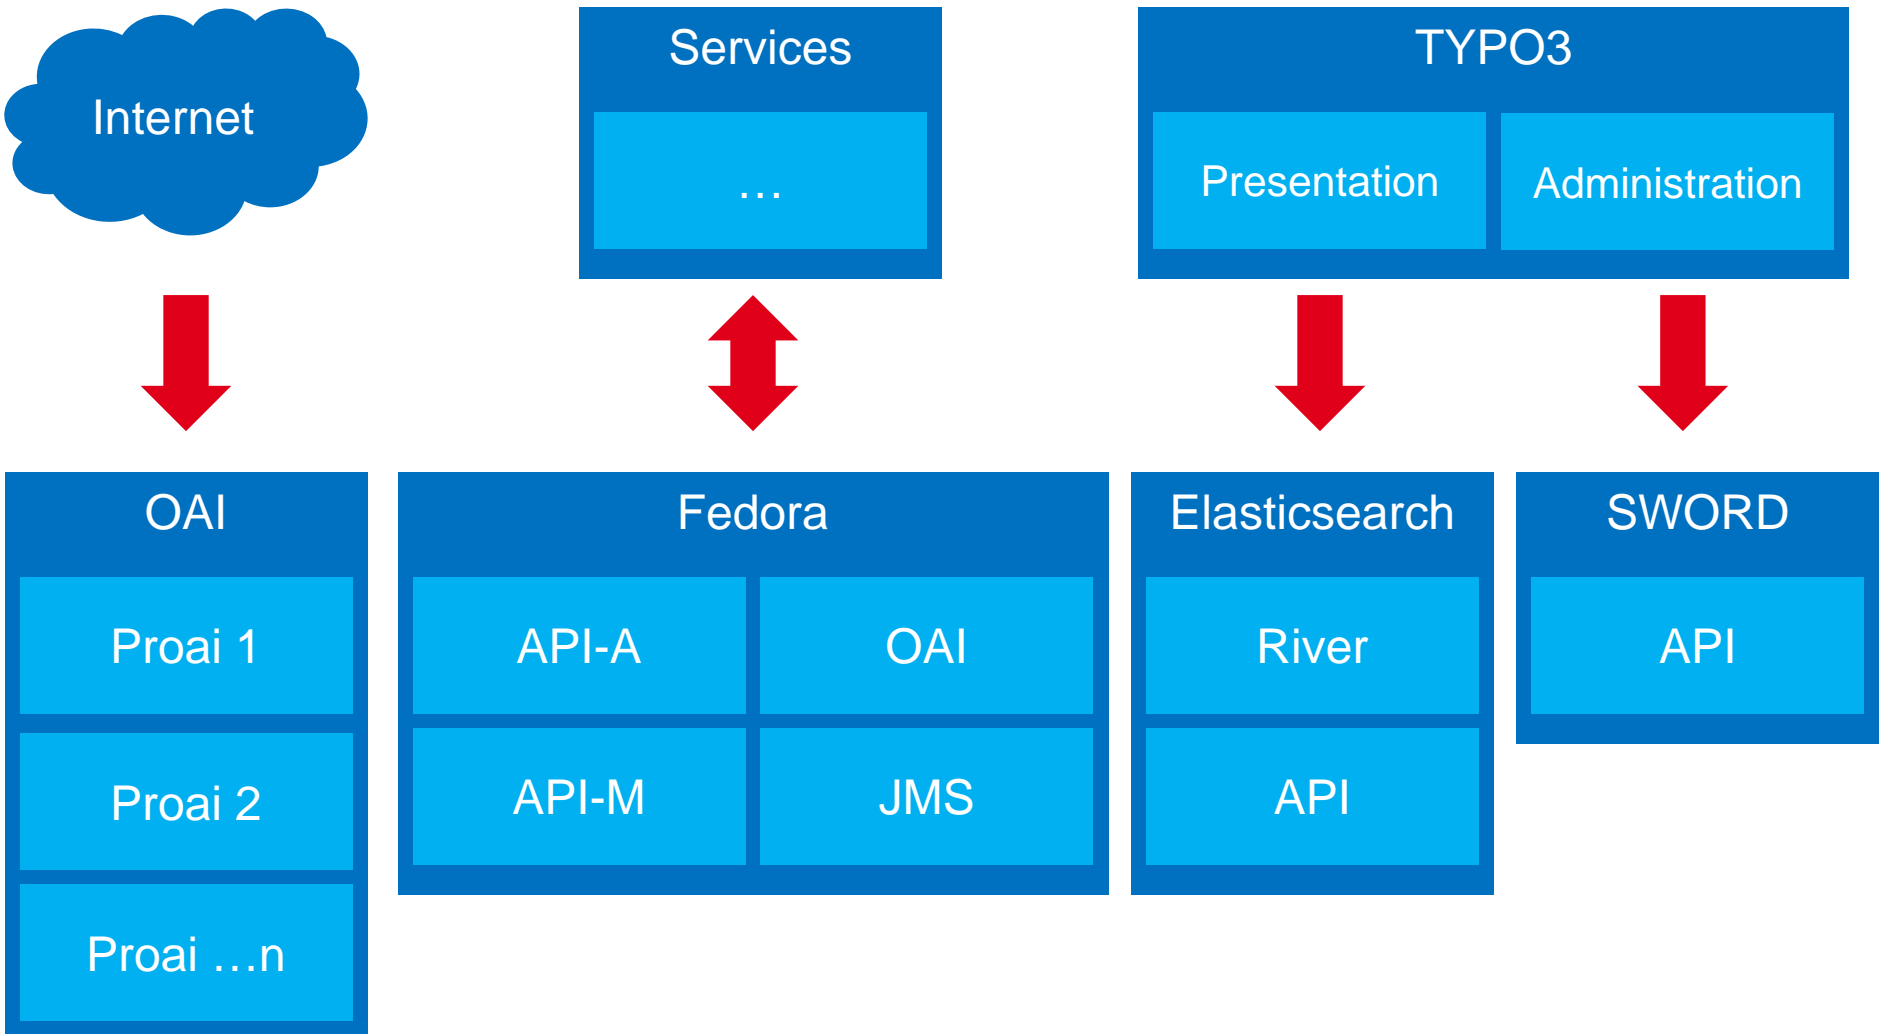 Internet
Services
…
TYPO3
Presentation
Administration
OAI
Proai 1
Proai 2
Proai …n
Fedora
API-A
OAI
API-M
JMS
Elasticsearch
River
API
SWORD
API